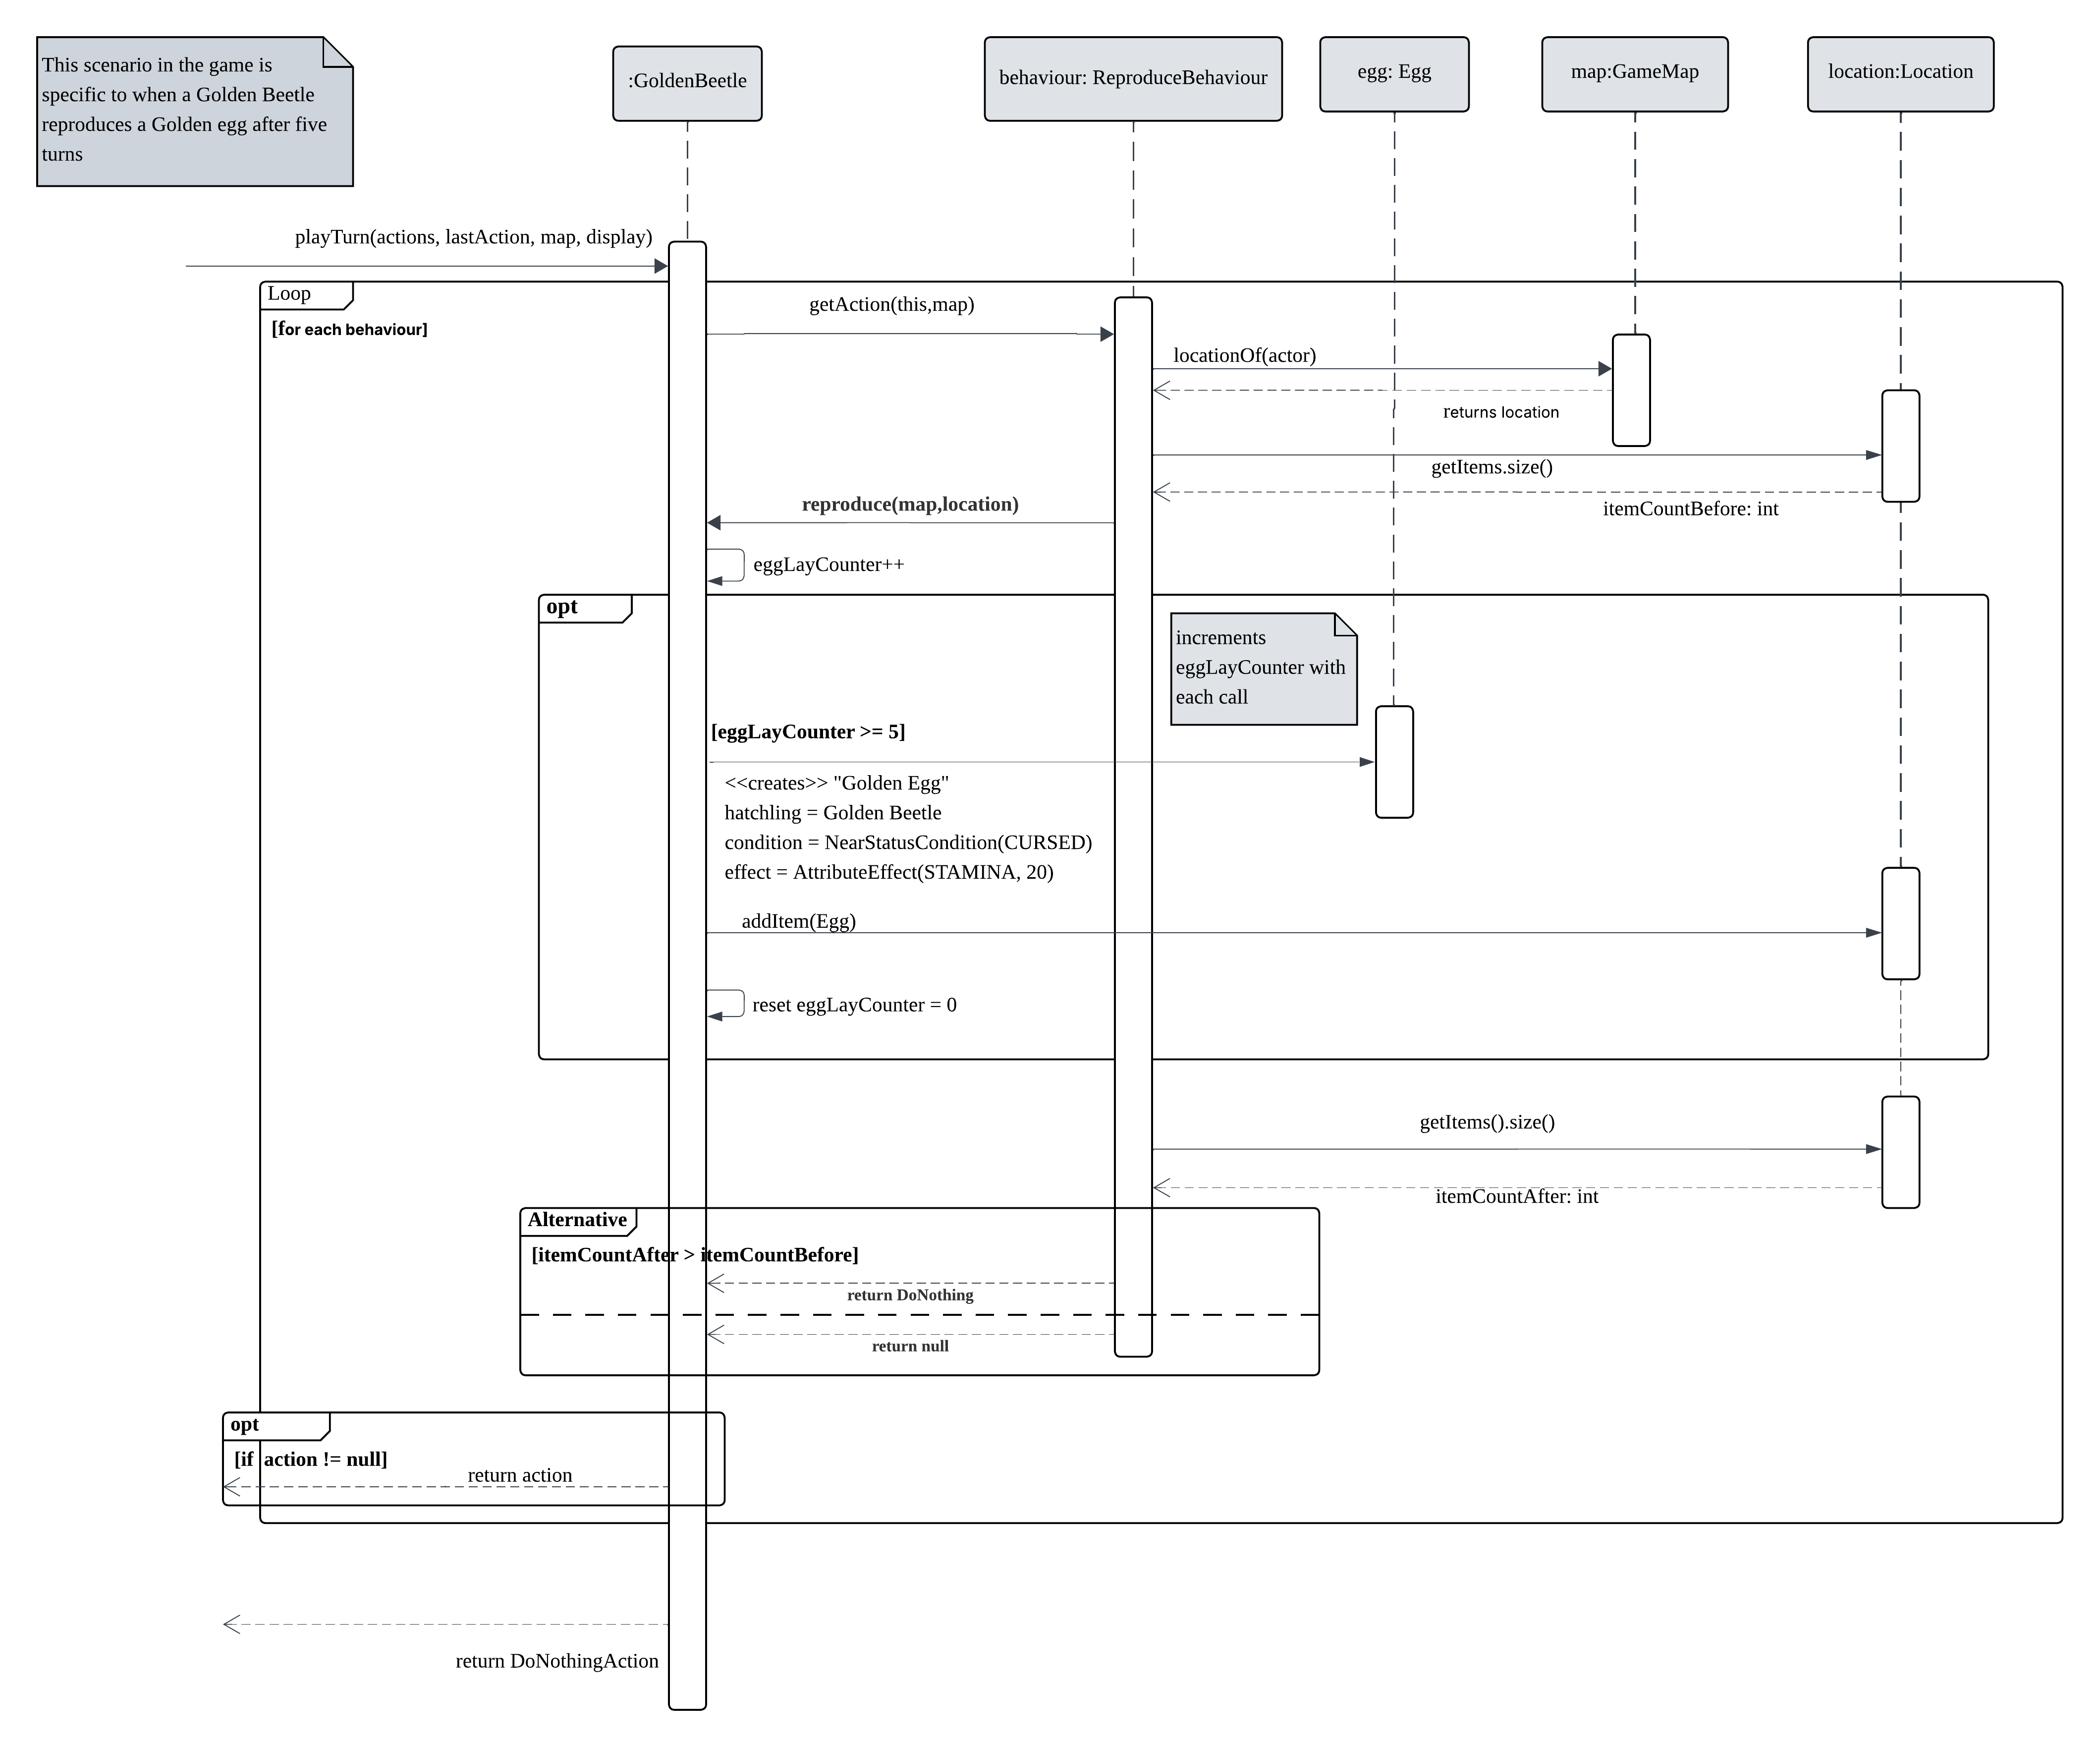 This scenario in the game is
specific to when a Golden Beetle
reproduces a Golden egg after five
turns
:GoldenBeetle
behaviour: ReproduceBehaviour
egg: Egg
map:GameMap
location:Location
playTurn(actions, lastAction, map, display)
Loop
[for each behaviour]
getAction(this,map)
locationOf(actor)
returns location
getItems.size()
itemCountBefore: int
reproduce(map,location)
eggLayCounter++
opt
increments
eggLayCounter with
each call
[eggLayCounter >= 5]
<<creates>> "Golden Egg"
hatchling = Golden Beetle
condition = NearStatusCondition(CURSED)
effect = AttributeEffect(STAMINA, 20)
addItem(Egg)
reset eggLayCounter = 0
getItems().size()
itemCountAfter: int
Alternative
[itemCountAfter > itemCountBefore]
return DoNothing
return null
opt
[if action != null]
return action
return DoNothingAction